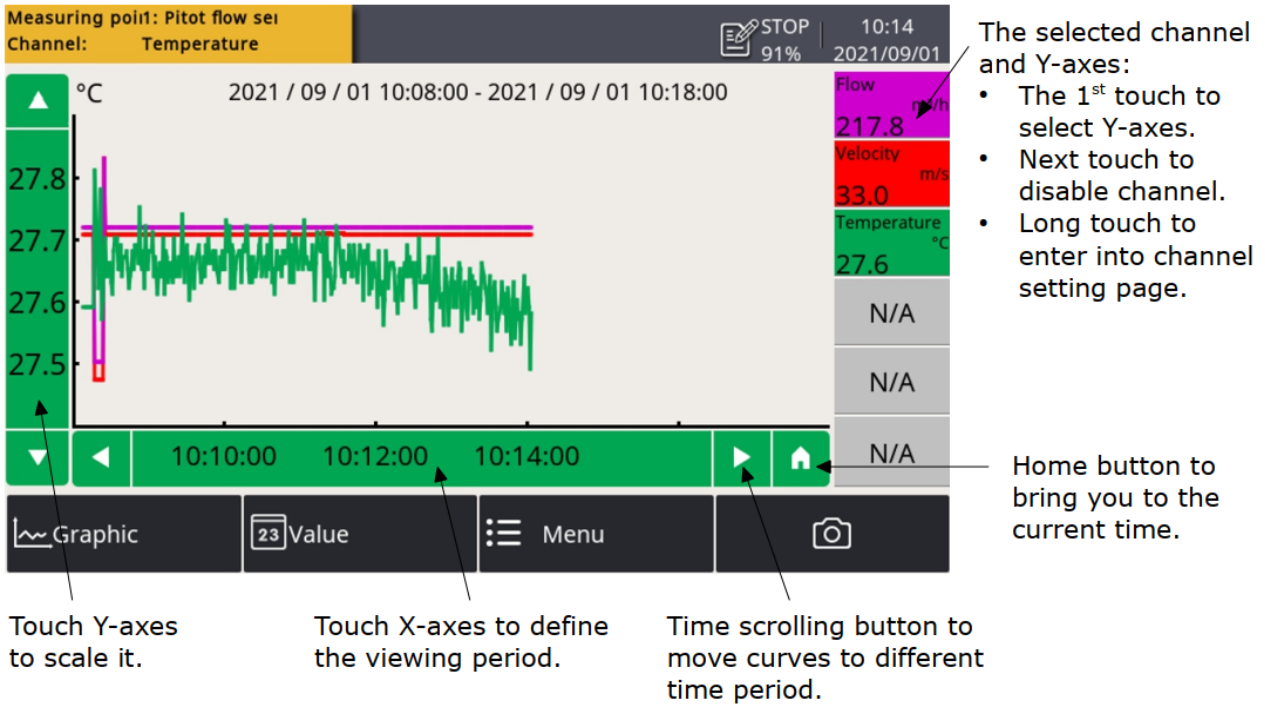 Measuring poi1: Pitot flow sei
Channel: Temperature
STOP
91%
10:14
2021/09/01
°C
2021 / 09 / 01 10:08:00 - 2021 / 09 / 01 10:18:00
27.8
27.7
27.6
27.5
10:10:00 10:12:00 10:14:00
Flow
217.8
Velocity
m/s
33.0
Temperature
°C
27.6
N/A
N/A
N/A
23
Graphic
Value
Menu
The selected channel
and Y-axes:
• The 1st touch to
select Y-axes.
• Next touch to
disable channel.
• Long touch to
enter into channel
setting page.
Home button to
bring you to the
current time.
Touch Y-axes
to scale it.
Touch X-axes to define
the viewing period.
Time scrolling button to
move curves to different
time period.